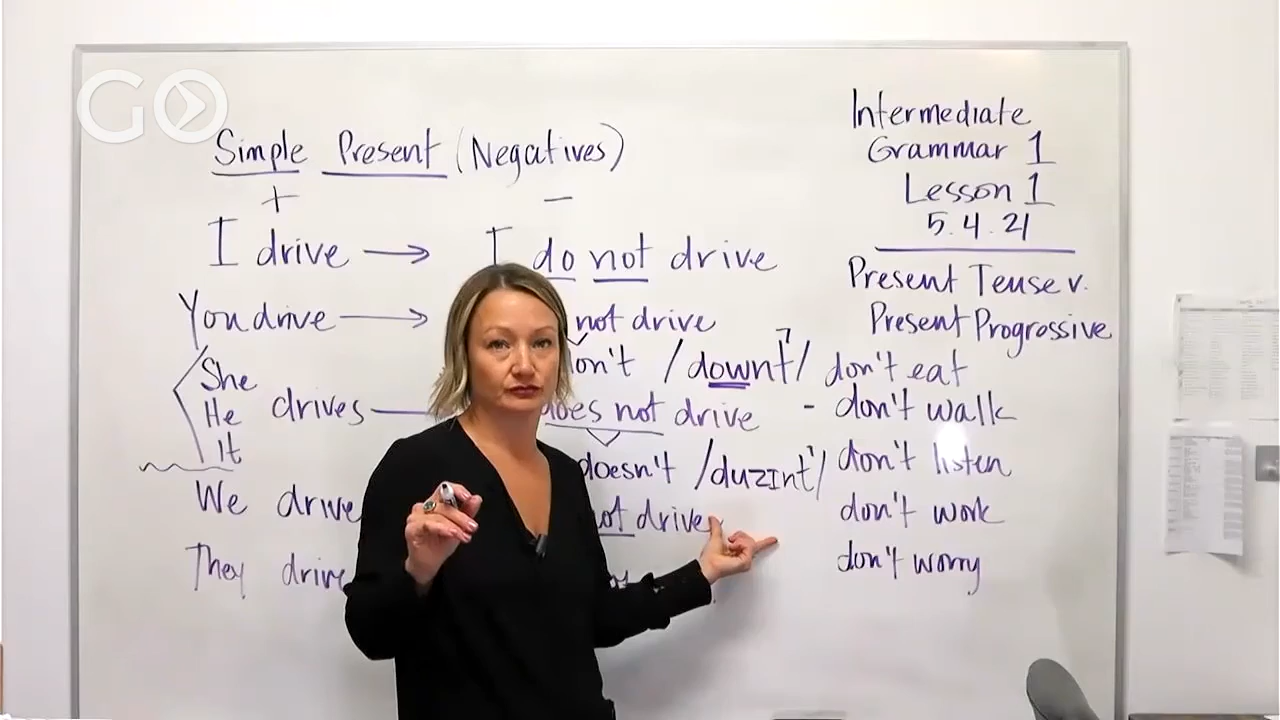 GO
Simple Present (Negatives)
+ −
I drive → I do not drive
You drive → not drive
on't /downt/ 
She
He
It
drives does not drive
doesn't /duzint/
We drive not drive
They drive
Intermediate
Grammar 1
Lesson 1
5.4.21
Present Tense v.
Present Progressive
don't eat
- don't walk
don't listen
don't work
don't worry